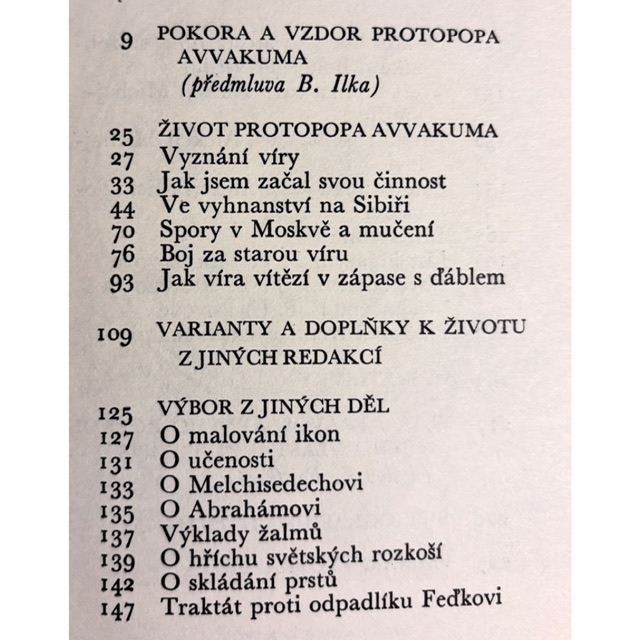 9 POKORA A VZDOR PROTOPOPA
AVVAKUMA
(předmluva B. Ilka)
25 ŽIVOT PROTOPOPA AVVAKUMA
27 Vyznání víry
33 Jak jsem začal svou činnost
44 Ve vyhnanství na Sibiři
70 Spory v Moskvě a mučení
76 Boj za starou víru
93 Jak víra vítězí v zápase s ďáblem
109 VARIANTY A DOPLŇKY K ŽIVOTU
Z JINÝCH REDAKCÍ
125 VÝBOR Z JINÝCH DĚL
127 O malování ikon
131 O učenosti
133 O Melchisedechovi
135 O Abrahámovi
137 Výklady žalmů
139 O hříchu světských rozkoší
142 O skládání prstů
147 Traktát proti odpadlíku Feďkovi